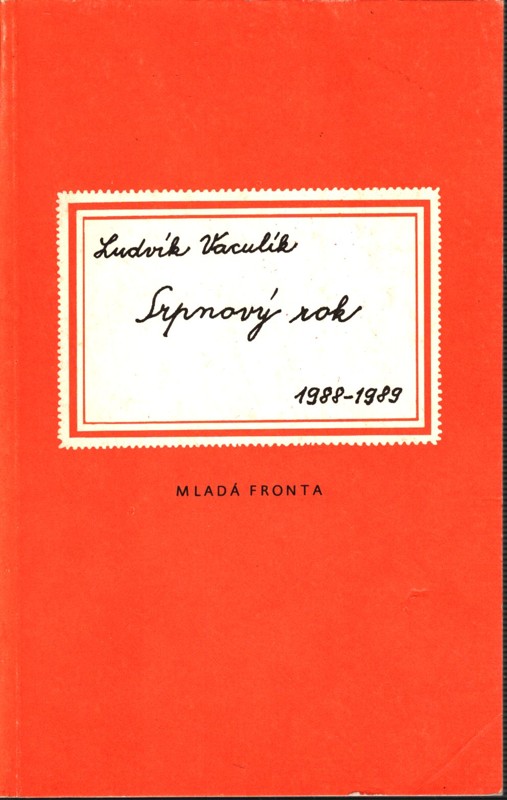 Ludvík Vaculík
Srpnový rok
1988-1989
MLADÁ FRONTA